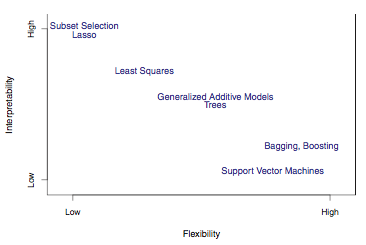 High
Subset Selection
Lasso
Least Squares
Generalized Additive Models
Trees
Bagging, Boosting
Support Vector Machines
Interpretability
Low
Low
High
Flexibility